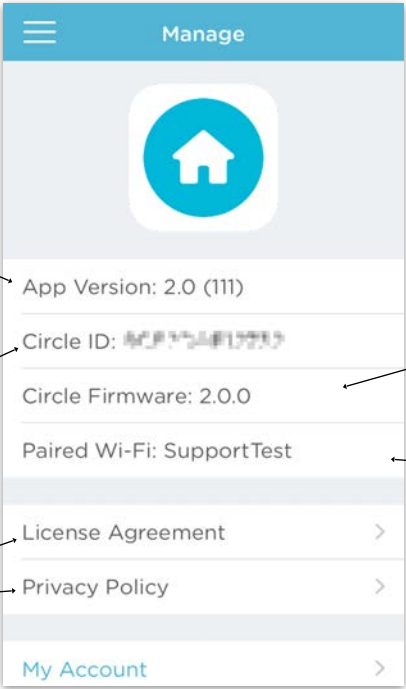 Manage
App Version: 2.0 (111)
Circle ID:
Circle Firmware: 2.0.0
Paired Wi-Fi: SupportTest
License Agreement
Privacy Policy
My Account